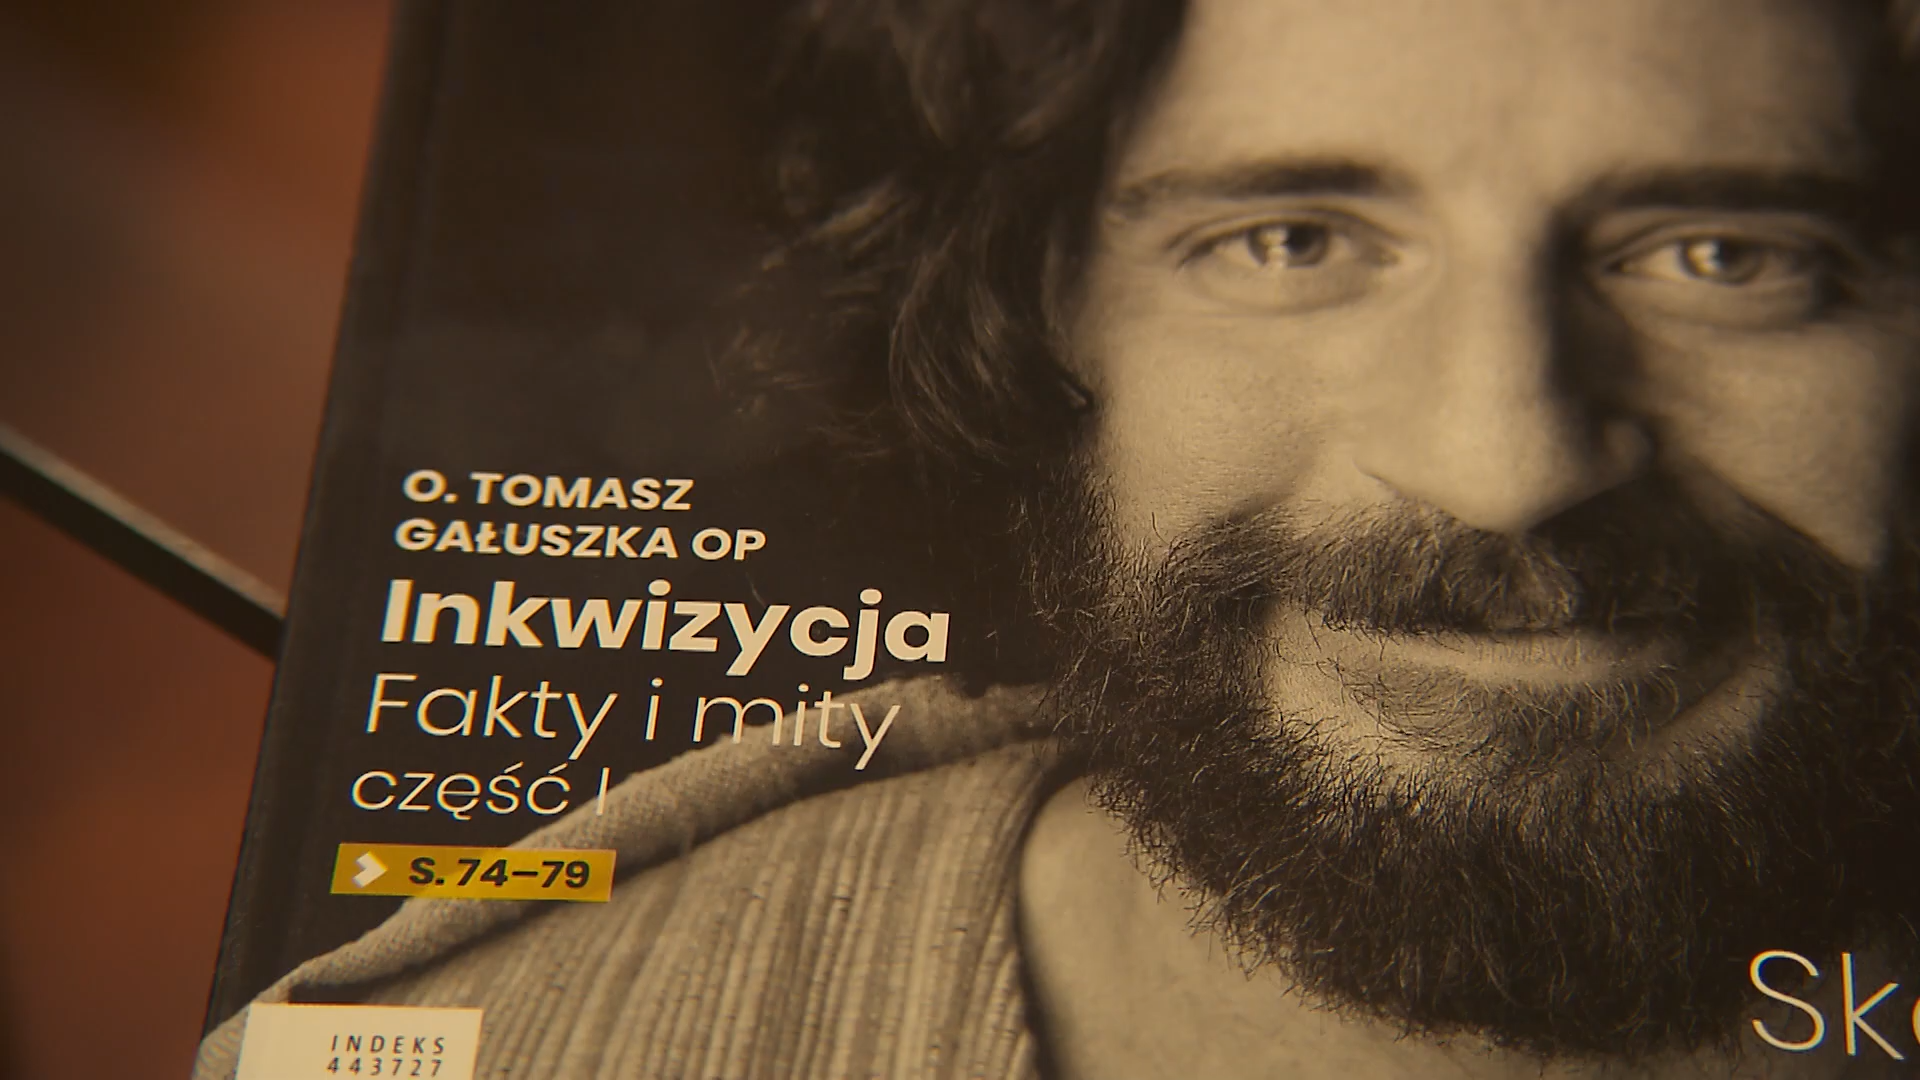 O. TOMASZ
GAŁUSZKA OP
Inkwizycja
Fakty i mity
część I
S. 74–79
INDEKS
443727